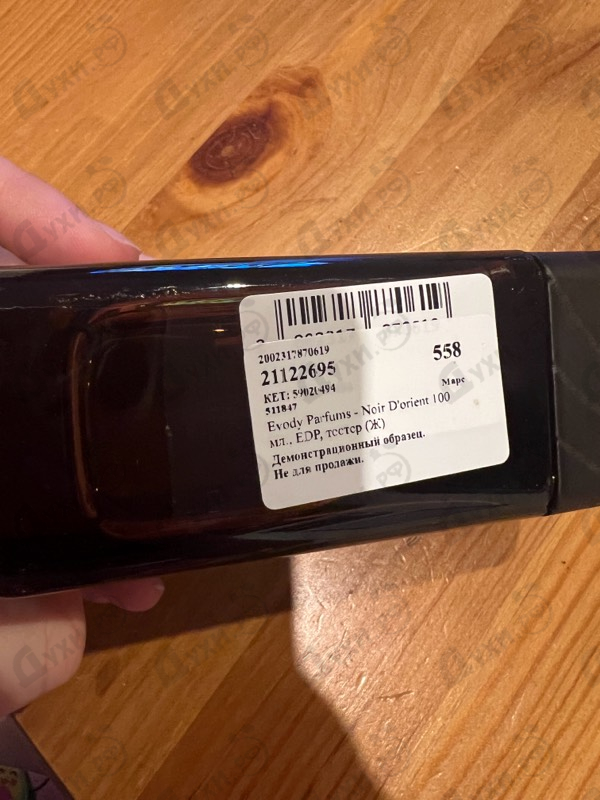 2002317870619
21122695
558
КЕТ: 59020494
Марс
511847
Evody Parfums - Noir D'orient 100
мл., EDP, тестер (Ж)
Демонстрационный образец.
Не для продажи.